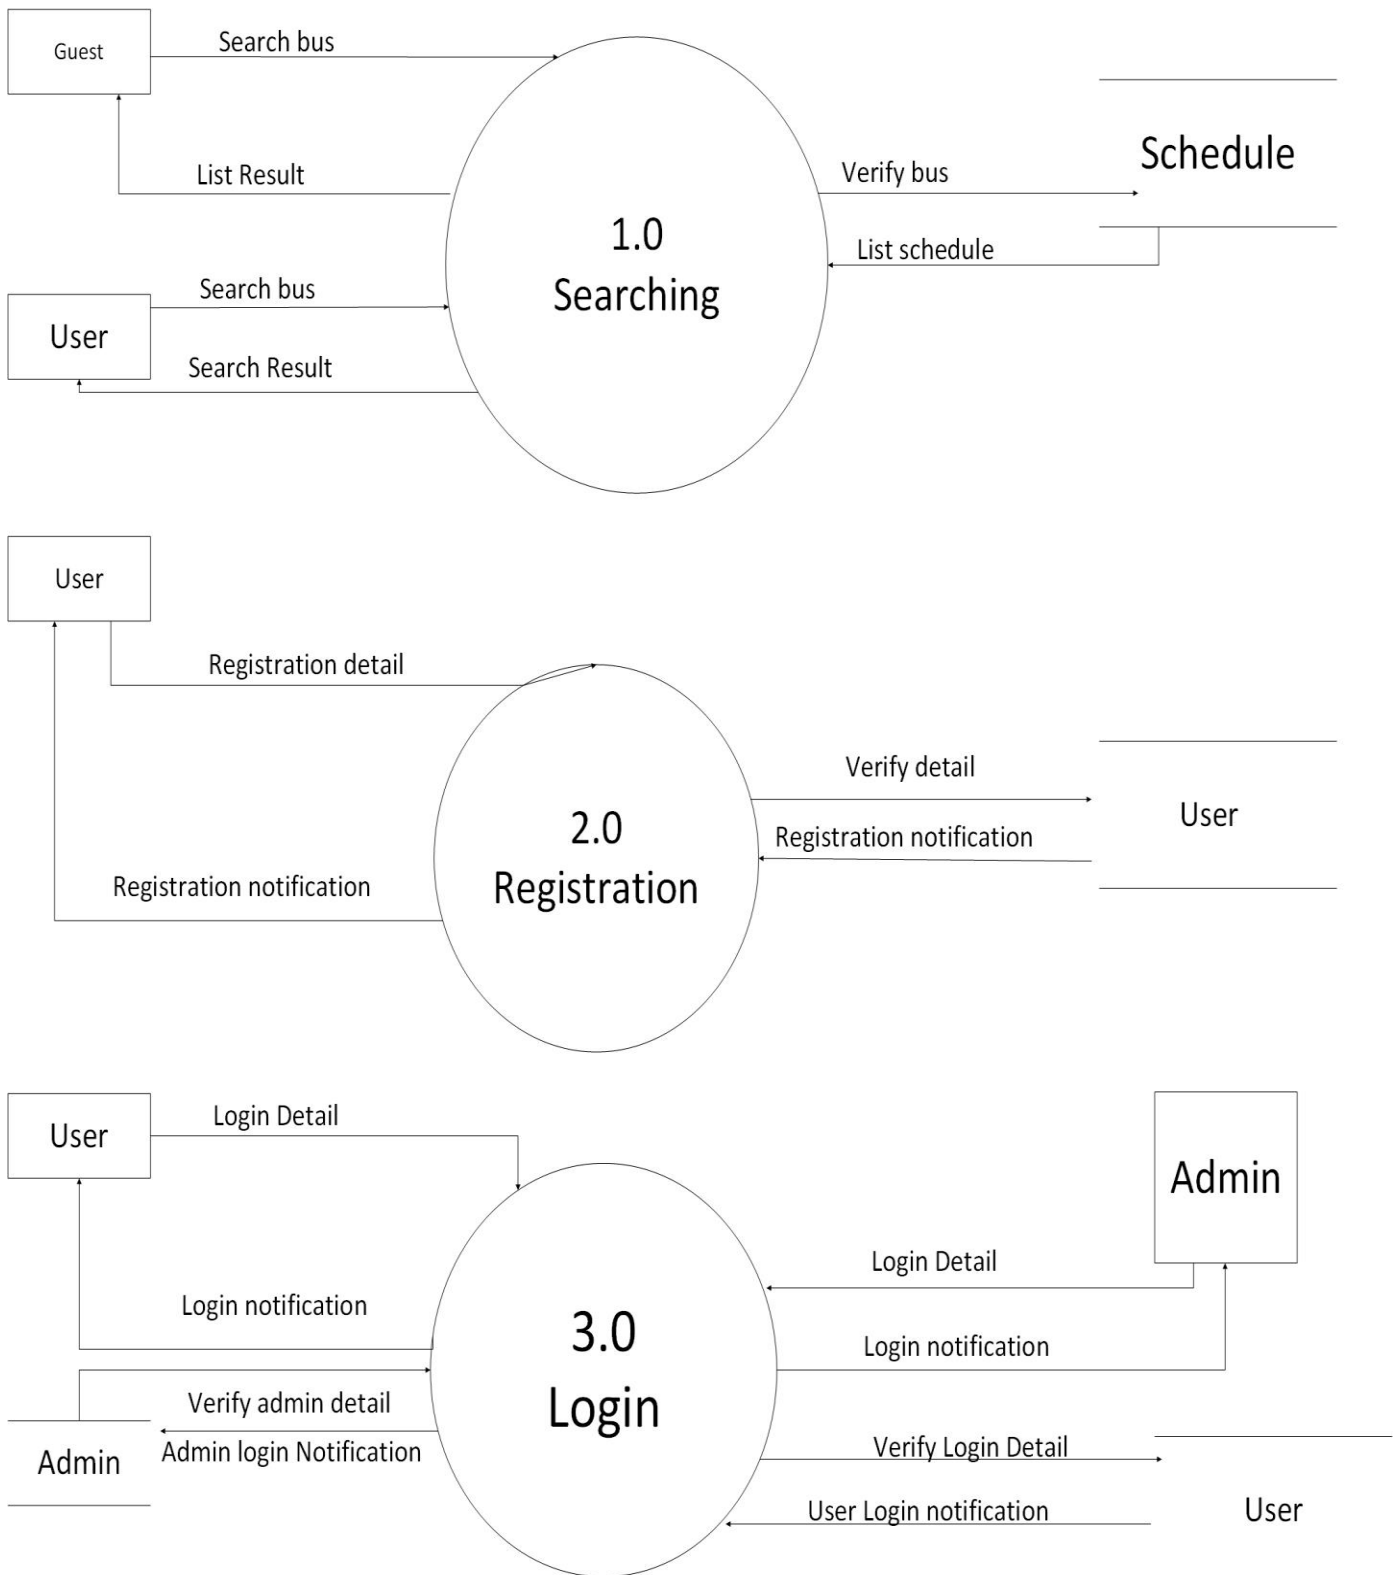 Guest
Search bus
List Result
Search bus
User
Search Result
1.0
Searching
Verify bus
List schedule
Schedule
User
Registration detail
Registration notification
2.0
Registration
Verify detail
Registration notification
User
User
Login Detail
Login notification
Verify admin detail
Admin login Notification
Admin
3.0
Login
Admin
Login Detail
Login notification
Verify Login Detail
User Login notification
User